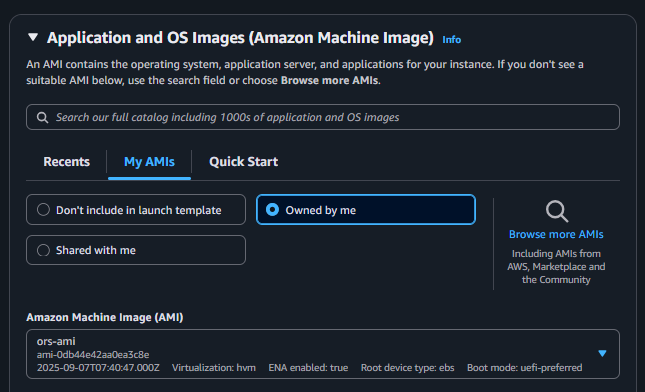 Application and OS Images (Amazon Machine Image) Info
An AMI contains the operating system, application server, and applications for your instance. If you don't see a
suitable AMI below, use the search field or choose Browse more AMIs.
Search our full catalog including 1000s of application and OS images
Recents My AMIs Quick Start
Don't include in launch template
Owned by me
Shared with me
Browse more AMIs
Including AMIs from
AWS, Marketplace and
the Community
Amazon Machine Image (AMI)
ors-ami
ami-0db44e42aa0ea3c8e
2025-09-07T07:40:47.000Z Virtualization: hvm ENA enabled: true Root device type: ebs Boot mode: uefi-preferred